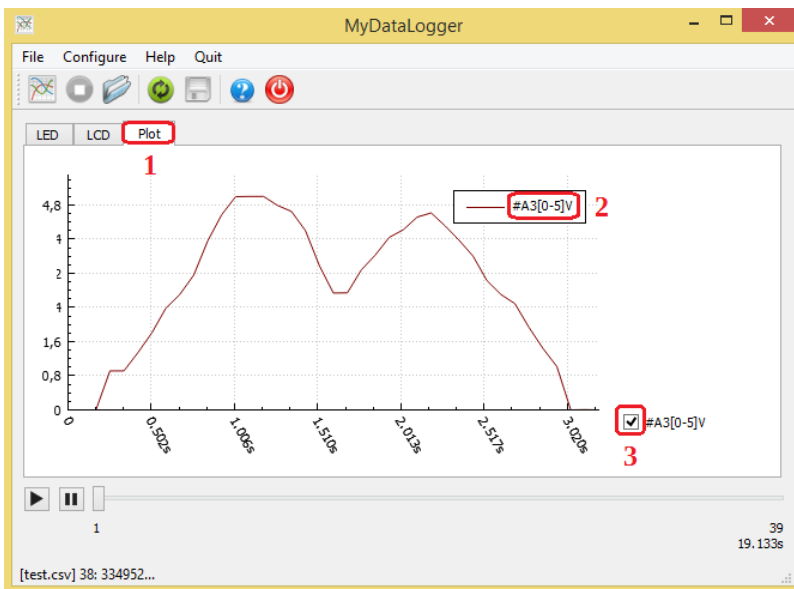 MyDataLogger
File Configure Help Quit
LED LCD Plot
1
4,8
4
2
4
1,6
0,8
0
#A3[0-5]V
2
0
0.502s
1.006s
1.510s
2.013s
2.517s
3.020s
#A3[0-5]V
3
1
39
19.133s
[test.csv] 38: 334952...